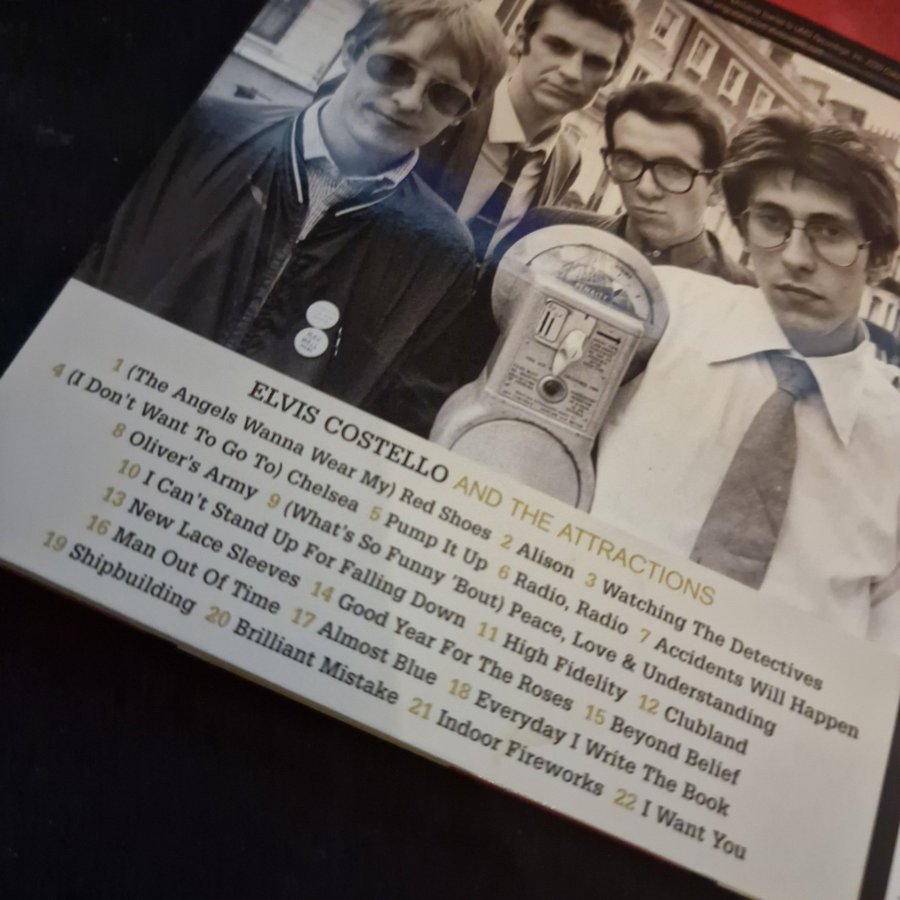 ELVIS COSTELLO AND THE ATTRACTIONS
1 (The Angels Wanna Wear My) Red Shoes 2 Alison 3 Watching The Detectives
4 (I Don't Want To Go To) Chelsea 5 Pump It Up 6 Radio, Radio 7 Accidents Will Happen
8 Oliver's Army 9 (What's So Funny 'Bout) Peace, Love & Understanding
10 I Can't Stand Up For Falling Down 11 High Fidelity 12 Clubland
13 New Lace Sleeves 14 Good Year For The Roses 15 Beyond Belief
16 Man Out Of Time 17 Almost Blue 18 Everyday I Write The Book
19 Shipbuilding 20 Brilliant Mistake 21 Indoor Fireworks 22 I Want You